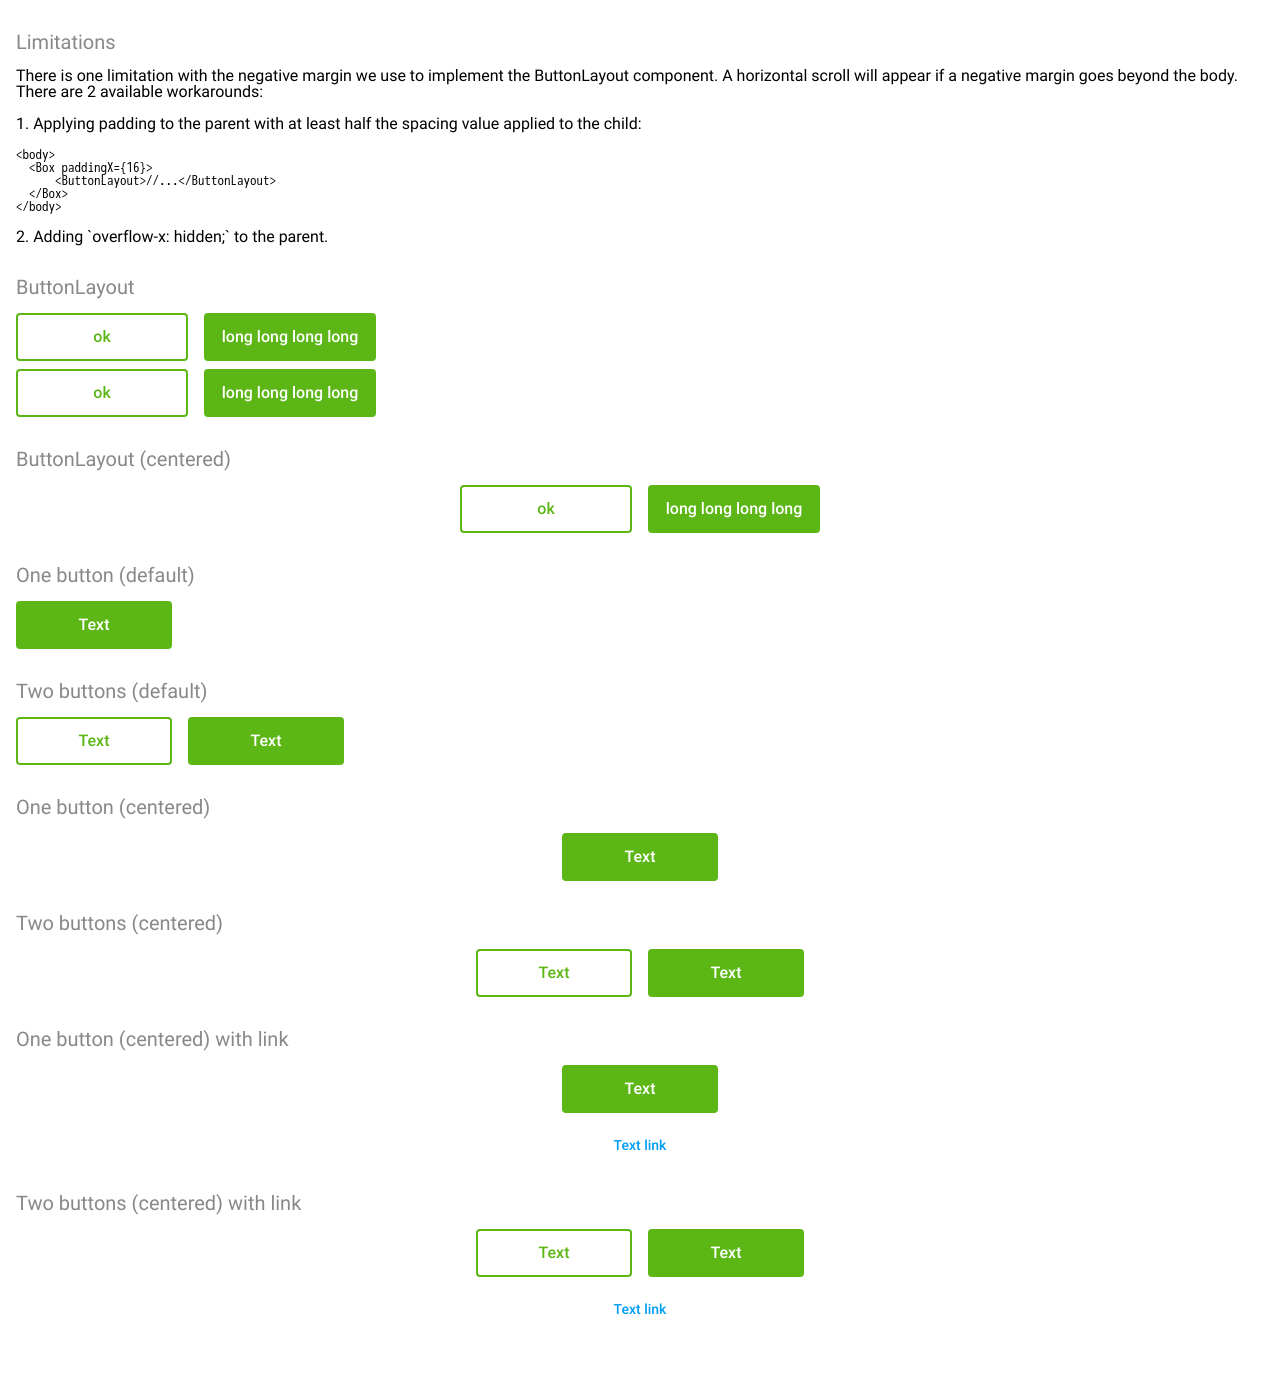 Limitations
There is one limitation with the negative margin we use to implement the ButtonLayout component. A horizontal scroll will appear if a negative margin goes beyond the body.
There are 2 available workarounds:
1. Applying padding to the parent with at least half the spacing value applied to the child:
<body>
  <Box paddingX={16}>
      <ButtonLayout>//...</ButtonLayout>
  </Box>
</body>
2. Adding `overflow-x: hidden;` to the parent.
ButtonLayout
ok long long long long
ok long long long long
ButtonLayout (centered)
ok long long long long
One button (default)
Text
Two buttons (default)
Text Text
One button (centered)
Text
Two buttons (centered)
Text Text
One button (centered) with link
Text
Text link
Two buttons (centered) with link
Text Text
Text link